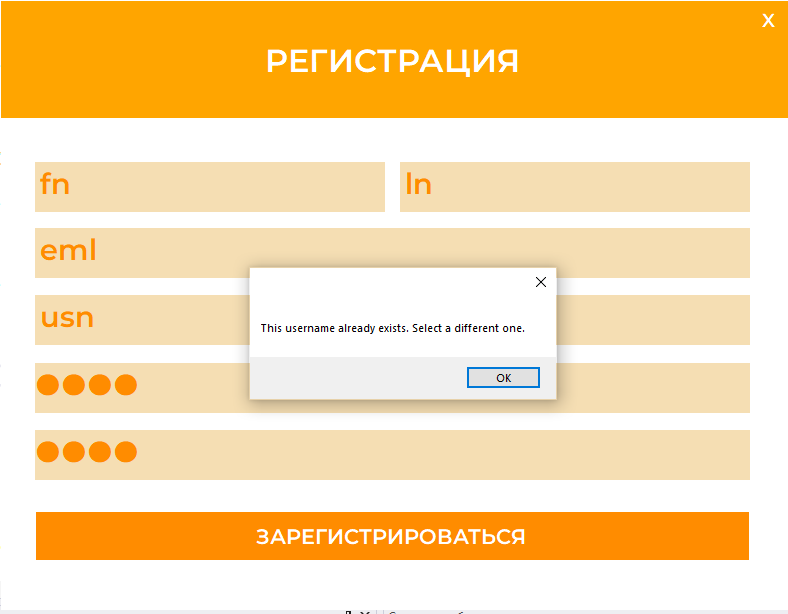 X
РЕГИСТРАЦИЯ
fn
ln
eml
usn
This username already exists. Select a different one.
OK
ЗАРЕГИСТРИРОВАТЬСЯ